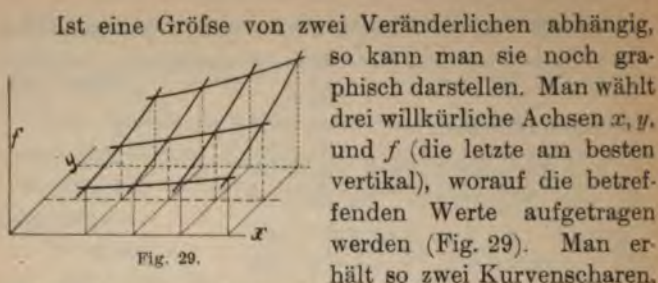 Ist eine Gröſse von zwei Veränderlichen abhängig,
so kann man sie noch gra-
phisch darstellen. Man wählt
drei willkürliche Achsen x, y,
und f (die letzte am besten
vertikal), worauf die betref-
fenden Werte aufgetragen
werden (Fig. 29). Man er-
hält so zwei Kurvenscharen,
f
y
x
Fig. 29.